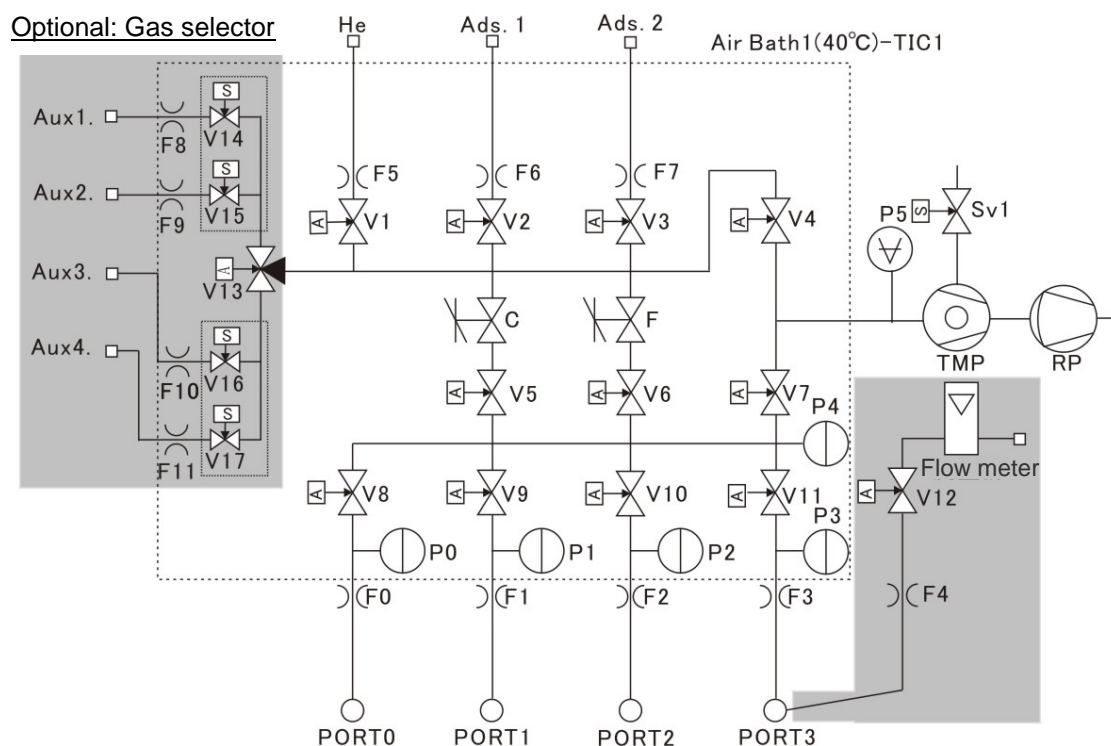 Optional: Gas selector
He
Ads. 1
Ads. 2
Air Bath1(40℃)-TIC1
Aux1.
S
V14
F8
Aux2.
S
V15
F9
F5
F6
F7
A
V1
A
V2
A
V3
A
V4
P5
S
Sv1
Aux3.
A
V13
C
F
TMP
RP
Aux4.
S
V16
F10
A
V5
A
V6
A
V7
P4
S
V17
F11
Flow meter
A
V8
A
V9
A
V10
A
V11
A
V12
P0
P1
P2
P3
F0
F1
F2
F3
F4
PORT0
PORT1
PORT2
PORT3